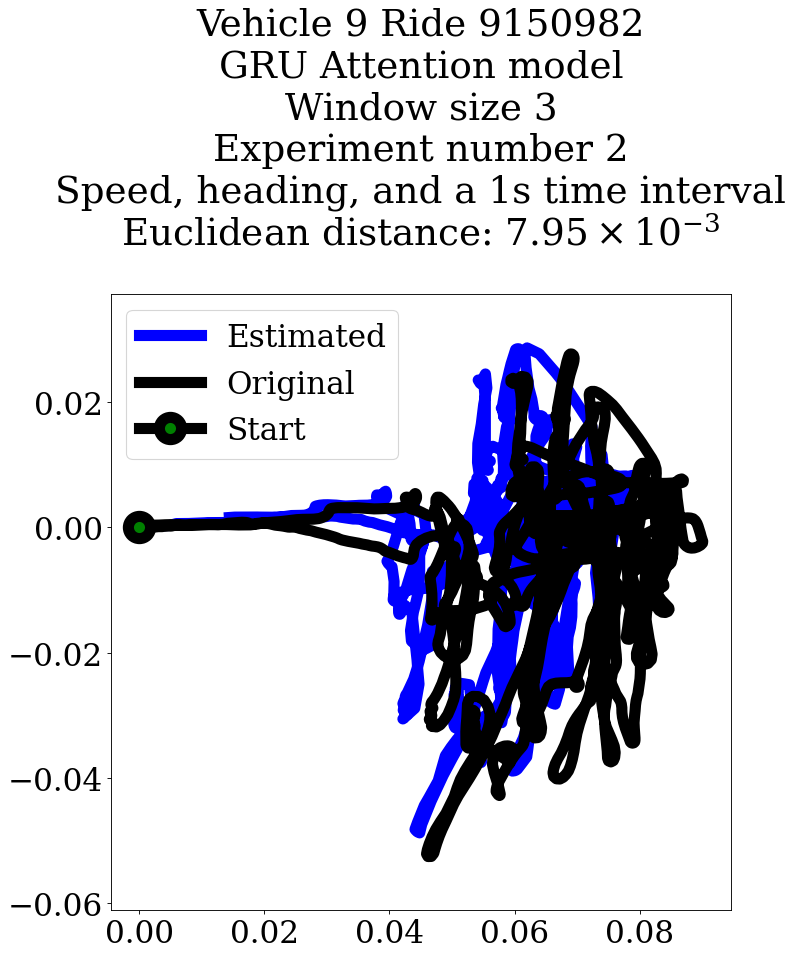 Vehicle 9 Ride 9150982
GRU Attention model
Window size 3
Experiment number 2
Speed, heading, and a 1s time interval
Euclidean distance: 7.95 × 10⁻³
Estimated
Original
Start
0.02
0.00
−0.02
−0.04
−0.06
0.00 0.02 0.04 0.06 0.08